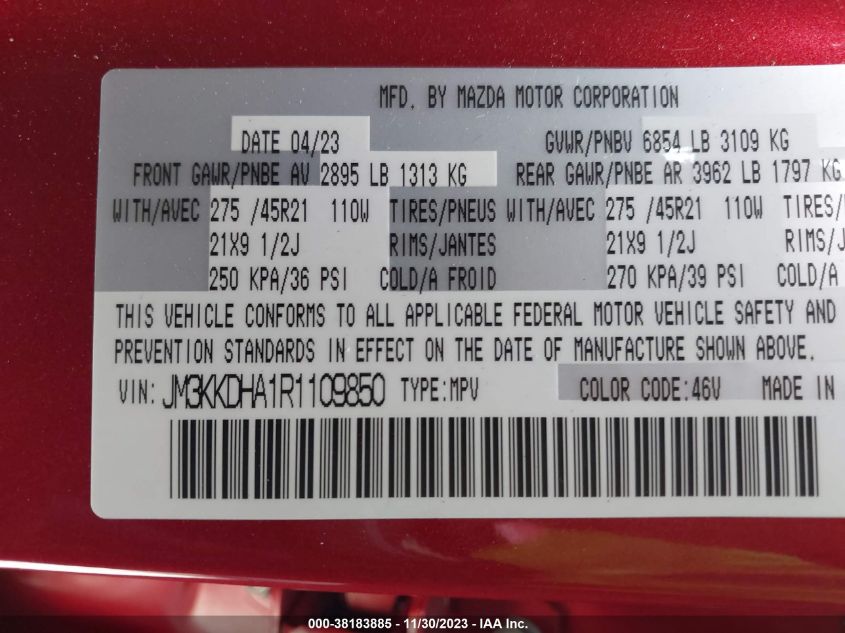 MFD. BY MAZDA MOTOR CORPORATION
DATE 04/23 GVWR/PNBV 6854 LB 3109 KG
FRONT GAWR/PNBE AV 2895 LB 1313 KG REAR GAWR/PNBE AR 3962 LB 1797 KG
WITH/AVEC 275 /45R21 110W TIRES/PNEUS WITH/AVEC 275 /45R21 110W TIRES/
21X9 1/2J RIMS/JANTES 21X9 1/2J RIMS/J
250 KPA/36 PSI COLD/A FROID 270 KPA/39 PSI COLD/A
THIS VEHICLE CONFORMS TO ALL APPLICABLE FEDERAL MOTOR VEHICLE SAFETY AND
PREVENTION STANDARDS IN EFFECT ON THE DATE OF MANUFACTURE SHOWN ABOVE.
VIN: JM3KKDHA1R1109850 TYPE:MPV COLOR CODE:46V MADE IN
000-38183885 - 11/30/2023 - Copyright IAA, Inc.